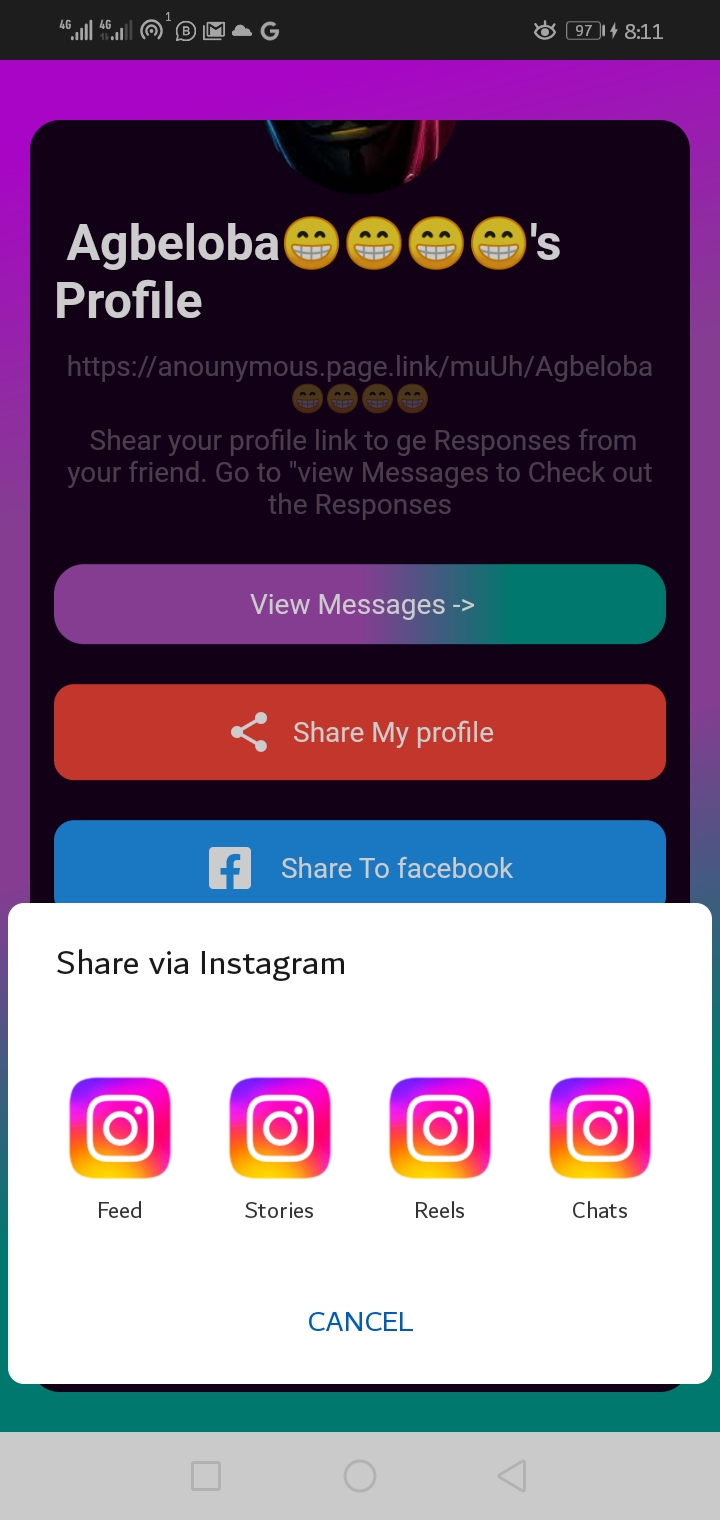 4G 4G 1 B G 97 8:11
Agbeloba😁😁😁😁's
Profile
https://anounymous.page.link/muUh/Agbeloba
😁😁😁😁
Shear your profile link to ge Responses from
your friend. Go to "view Messages to Check out
the Responses
View Messages ->
Share My profile
Share To facebook
Share via Instagram
Feed Stories Reels Chats
CANCEL